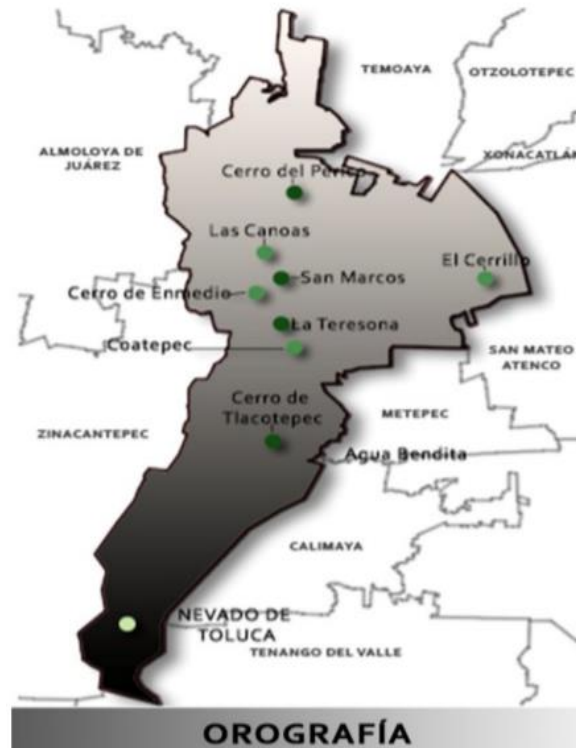 TEMOAYA
OTZOLOTEPEC
ALMOLOYA DE
JUÁREZ
XONACATLÁN
Cerro del Perico
Las Canoas
El Cerrillo
San Marcos
Cerro de Enmedio
La Teresona
Coatepec
SAN MATEO
ATENCO
Cerro de
Tlacotepec
METEPEC
ZINACANTEPEC
Agua Bendita
CALIMAYA
NEVADO DE
TOLUCA
TENANGO DEL VALLE
OROGRAFÍA